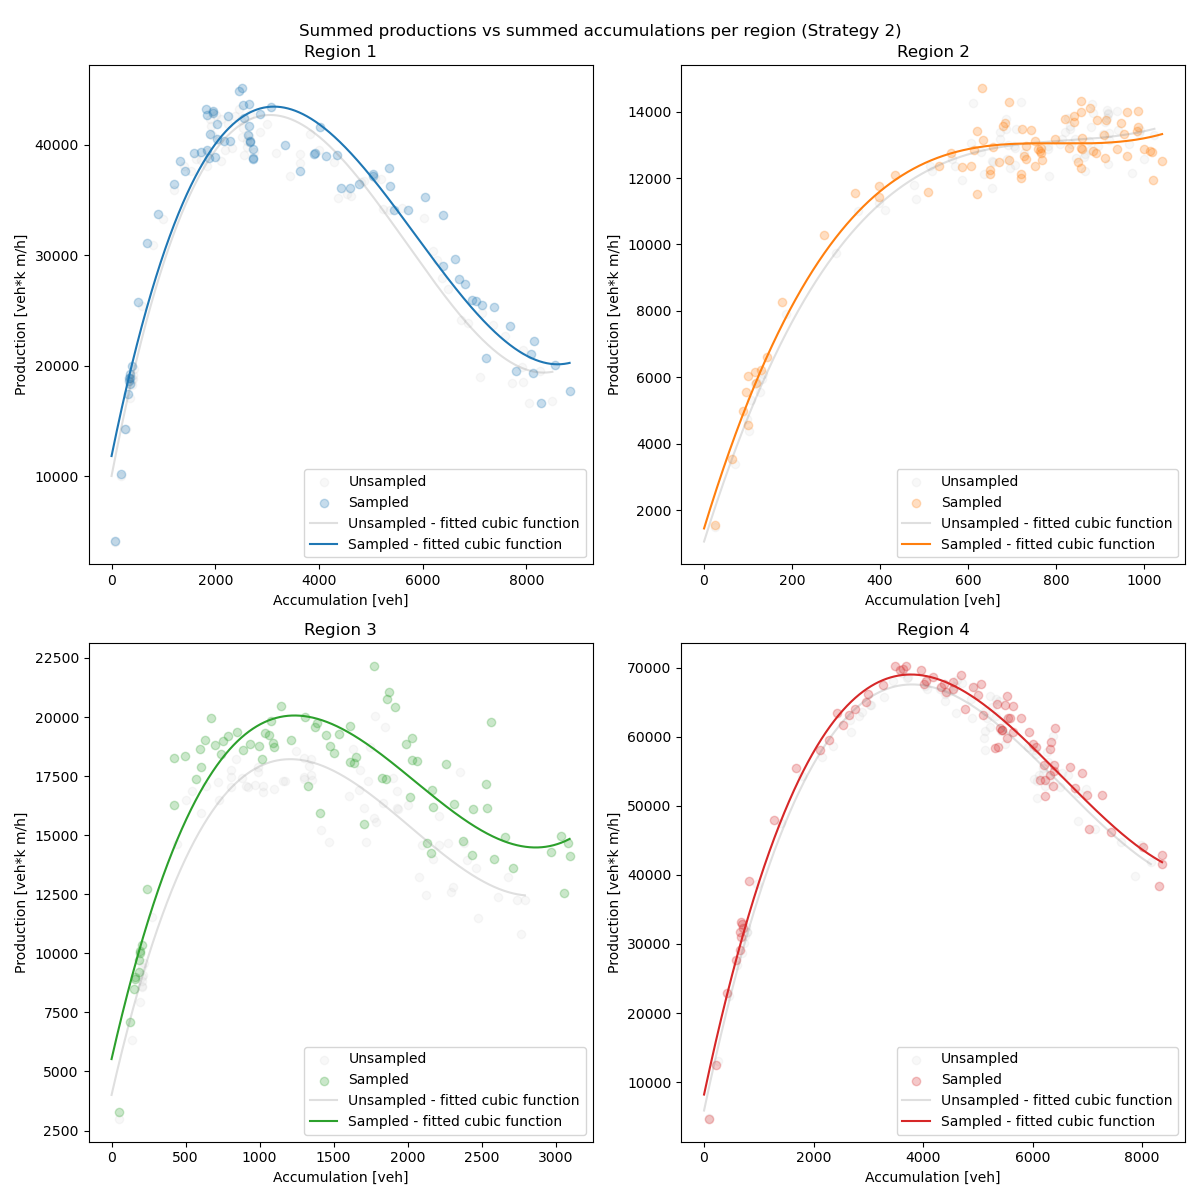 Summed productions vs summed accumulations per region (Strategy 2)
Region 1
Production [veh*k m/h]
40000
30000
20000
10000
0 2000 4000 6000 8000
Accumulation [veh]
Unsampled
Sampled
Unsampled - fitted cubic function
Sampled - fitted cubic function
Region 2
Production [veh*k m/h]
14000
12000
10000
8000
6000
4000
2000
0 200 400 600 800 1000
Accumulation [veh]
Unsampled
Sampled
Unsampled - fitted cubic function
Sampled - fitted cubic function
Region 3
Production [veh*k m/h]
22500
20000
17500
15000
12500
10000
7500
5000
2500
0 500 1000 1500 2000 2500 3000
Accumulation [veh]
Unsampled
Sampled
Unsampled - fitted cubic function
Sampled - fitted cubic function
Region 4
Production [veh*k m/h]
70000
60000
50000
40000
30000
20000
10000
0 2000 4000 6000 8000
Accumulation [veh]
Unsampled
Sampled
Unsampled - fitted cubic function
Sampled - fitted cubic function